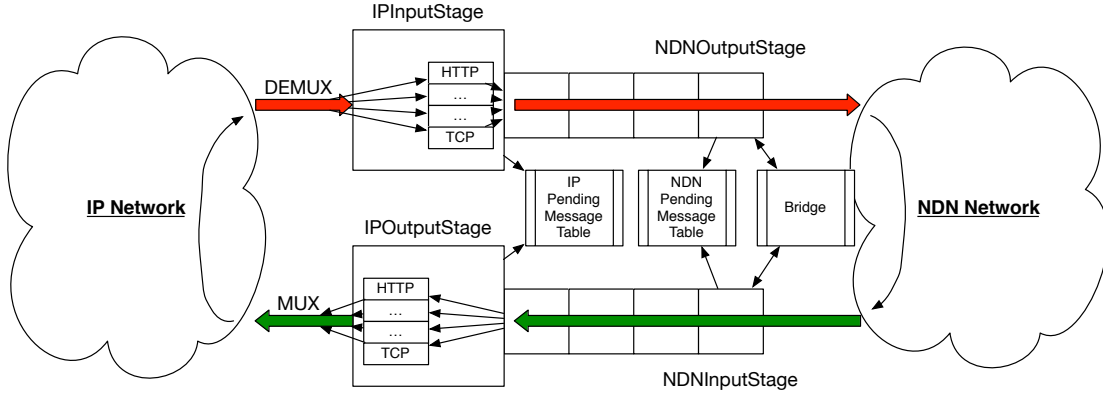 IPInputStage
NDNOutputStage
DEMUX
HTTP
...
...
TCP
IP Network
IP
Pending
Message
Table
NDN
Pending
Message
Table
Bridge
NDN Network
IPOutputStage
MUX
HTTP
...
...
TCP
NDNInputStage